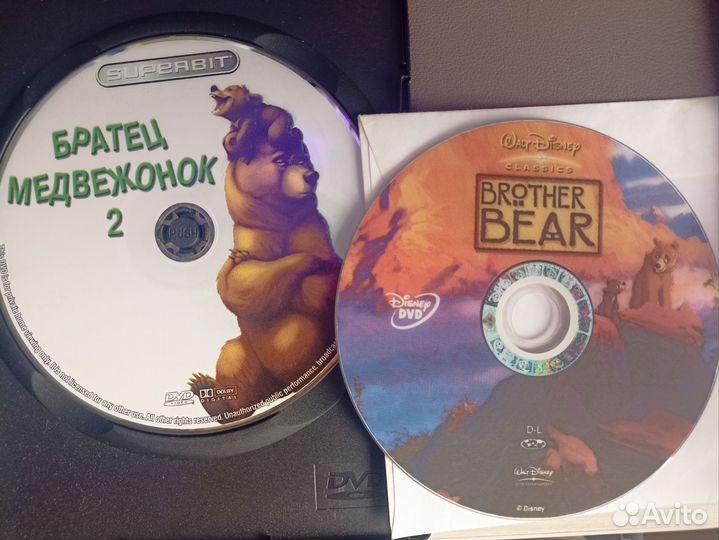 SUPERBIT
БРАТЕЦ
МЕДВЕЖОНОК
2
PUSH
This DVD is for private home viewing only. It is not licensed for any other use. All other rights reserved. Unauthorized public performance, broadcast
DVD
DOLBY
DIGITAL
DVD
WALT DISNEY
CLASSICS
BROTHER
BEAR
DISNEY
DVD
D-L
WALT DISNEY
© Disney
Avito